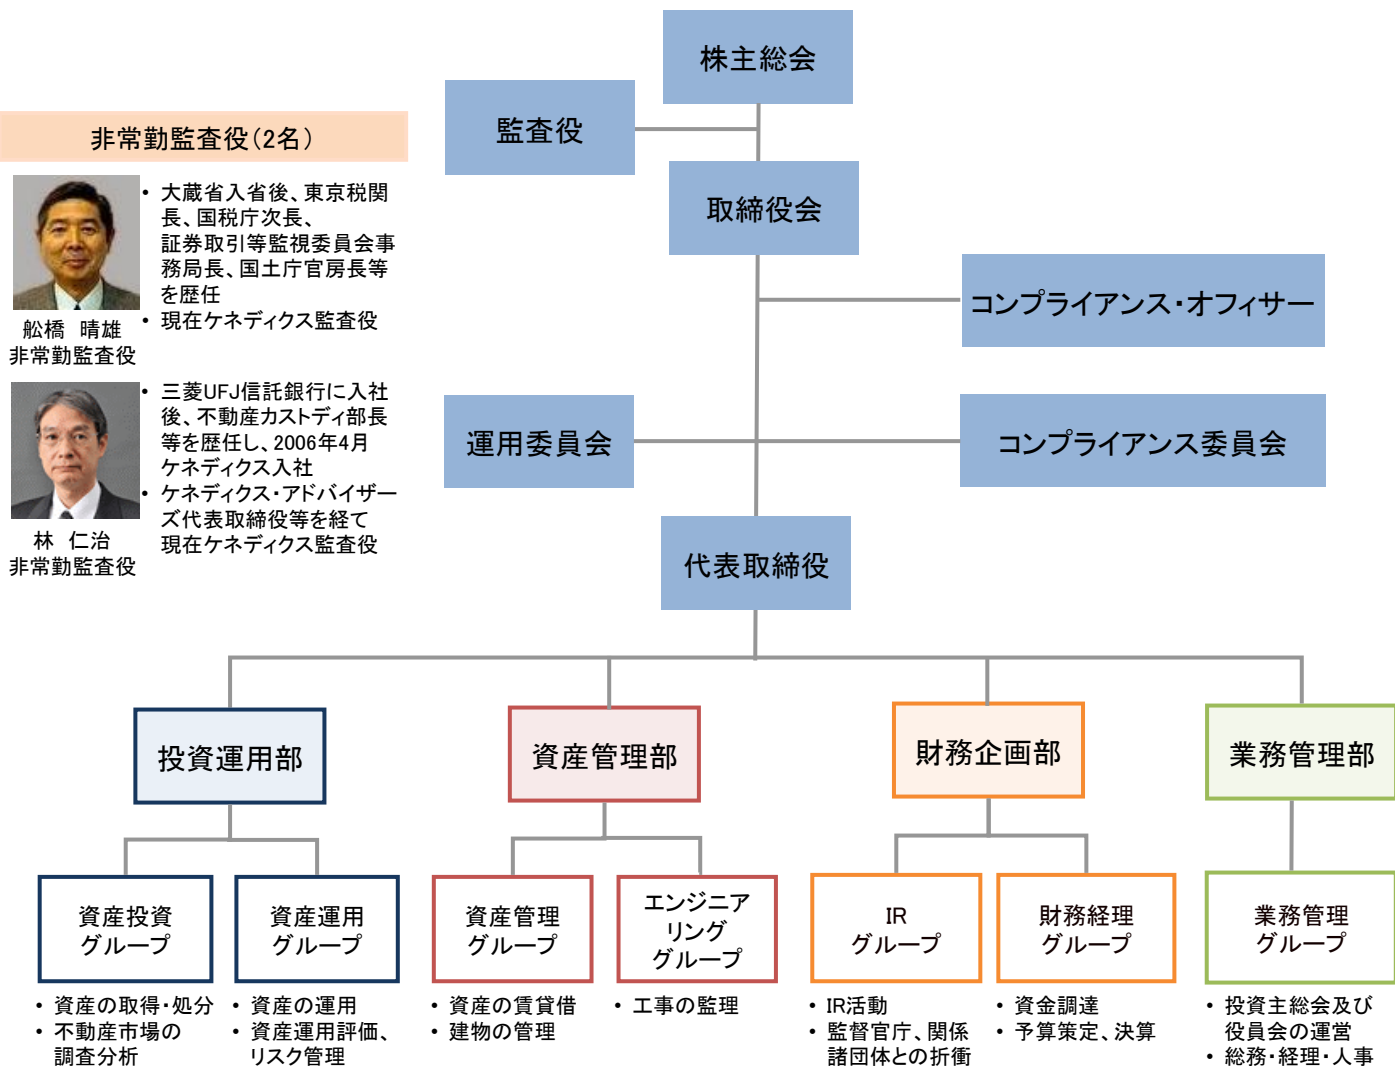 株主総会
監査役
取締役会
非常勤監査役(2名)
・大蔵省入省後、東京税関
長、国税庁次長、
証券取引等監視委員会事
務局長、国土庁官房長等
を歴任
・現在ケネディクス監査役
舩橋　晴雄
非常勤監査役
・三菱UFJ信託銀行に入社
後、不動産カストディ部長
等を歴任し、2006年4月
ケネディクス入社
・ケネディクス・アドバイザー
ズ代表取締役等を経て
現在ケネディクス監査役
林　仁治
非常勤監査役
コンプライアンス・オフィサー
運用委員会
コンプライアンス委員会
代表取締役
投資運用部
資産管理部
財務企画部
業務管理部
資産投資
グループ
・資産の取得・処分
・不動産市場の
調査分析
資産運用
グループ
・資産の運用
・資産運用評価、
リスク管理
資産管理
グループ
・資産の賃貸借
・建物の管理
エンジニア
リング
グループ
・工事の監理
IR
グループ
・IR活動
・監督官庁、関係
諸団体との折衝
財務経理
グループ
・資金調達
・予算策定、決算
業務管理
グループ
・投資主総会及び
役員会の運営
・総務・経理・人事